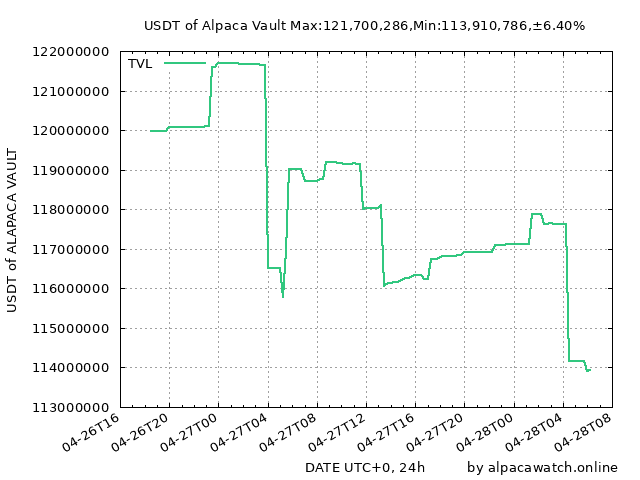 USDT of Alpaca Vault Max:121,700,286,Min:113,910,786,±6.40%
TVL
122000000
121000000
120000000
119000000
118000000
117000000
116000000
115000000
114000000
113000000
USDT of ALAPACA VAULT
04-26T16
04-26T20
04-27T00
04-27T04
04-27T08
04-27T12
04-27T16
04-27T20
04-28T00
04-28T04
04-28T08
DATE UTC+0, 24h
by alpacawatch.online